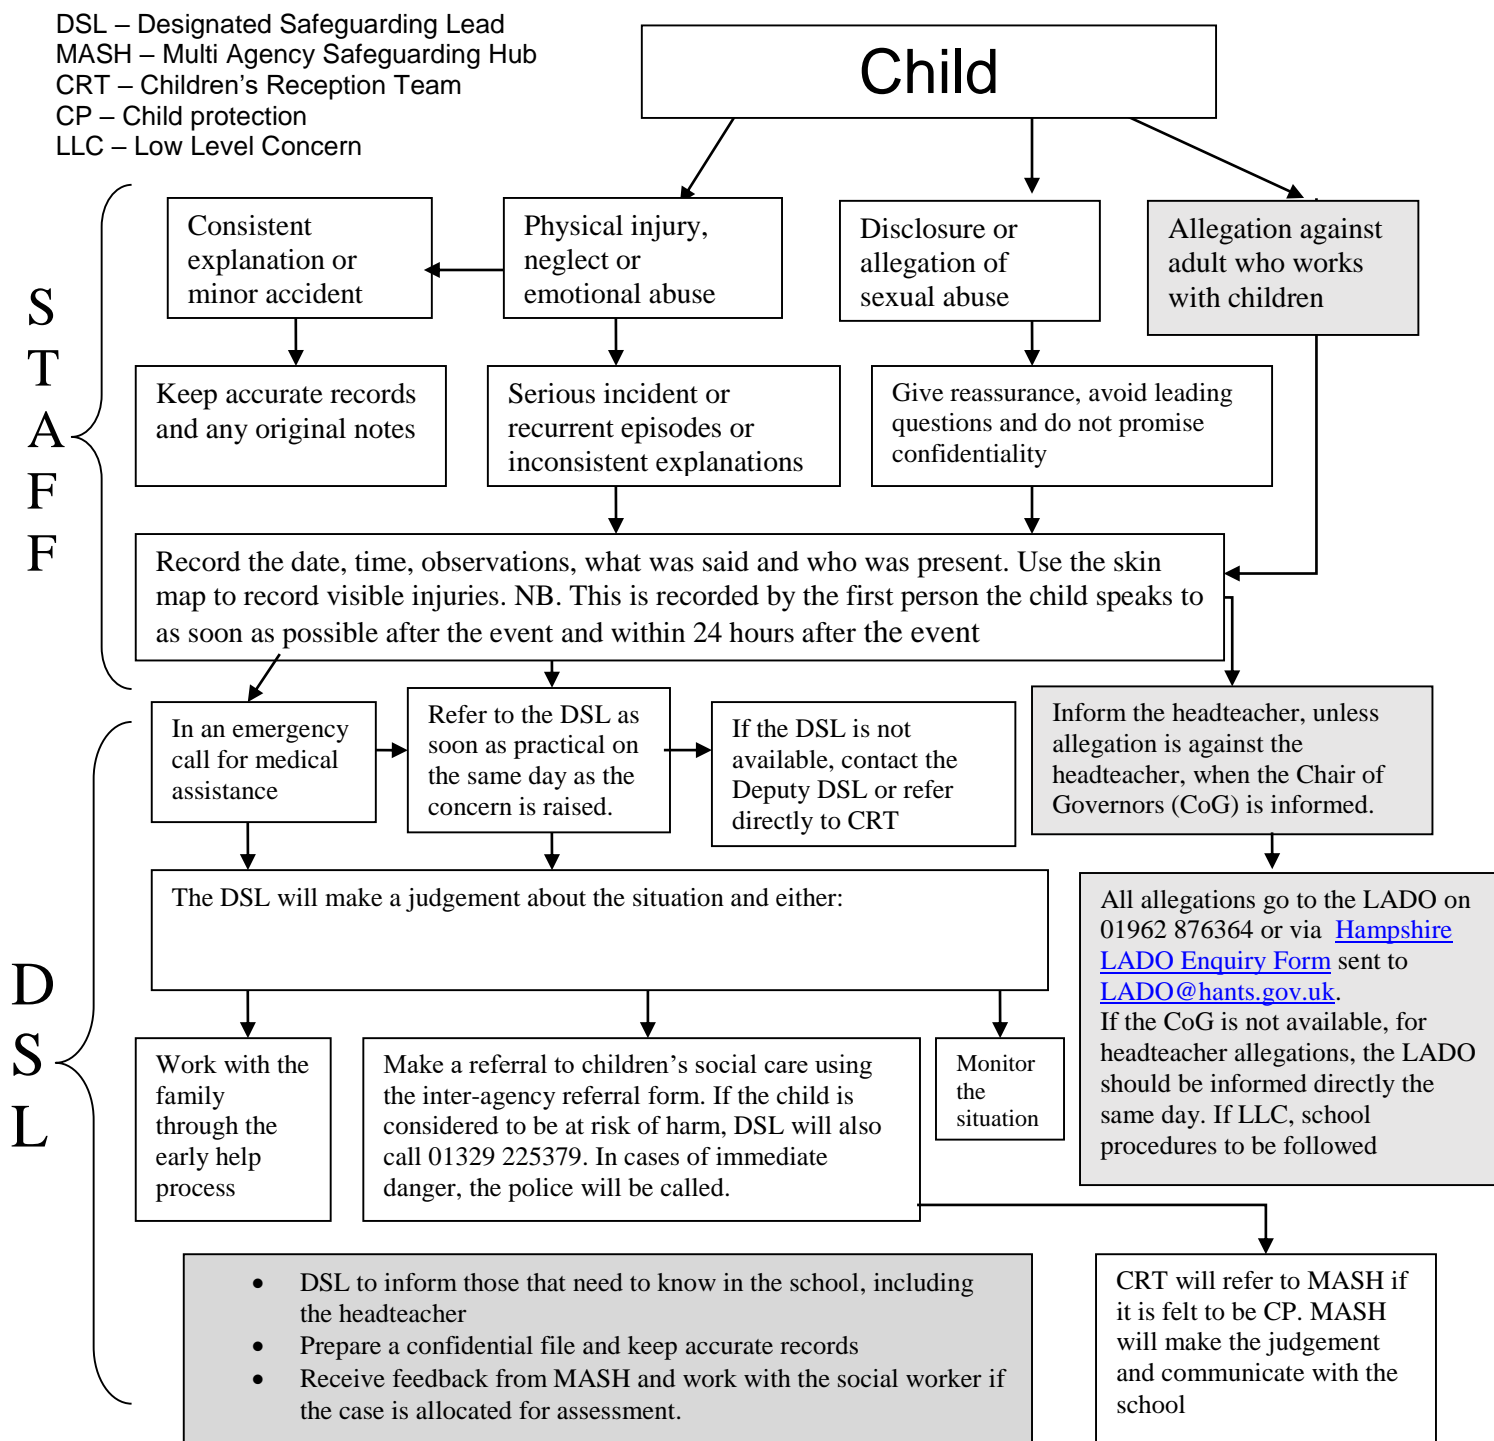 DSL – Designated Safeguarding Lead
MASH – Multi Agency Safeguarding Hub
CRT – Children's Reception Team
CP – Child protection
LLC – Low Level Concern
Child
S
T
A
F
F
Consistent
explanation or
minor accident
Physical injury,
neglect or
emotional abuse
Disclosure or
allegation of
sexual abuse
Allegation against
adult who works
with children
Keep accurate records
and any original notes
Serious incident or
recurrent episodes or
inconsistent explanations
Give reassurance, avoid leading
questions and do not promise
confidentiality
Record the date, time, observations, what was said and who was present. Use the skin
map to record visible injuries. NB. This is recorded by the first person the child speaks to
as soon as possible after the event and within 24 hours after the event
D
S
L
In an emergency
call for medical
assistance
Refer to the DSL as
soon as practical on
the same day as the
concern is raised.
If the DSL is not
available, contact the
Deputy DSL or refer
directly to CRT
Inform the headteacher, unless
allegation is against the
headteacher, when the Chair of
Governors (CoG) is informed.
The DSL will make a judgement about the situation and either:
All allegations go to the LADO on
01962 876364 or via Hampshire
LADO Enquiry Form sent to
LADO@hants.gov.uk.
If the CoG is not available, for
headteacher allegations, the LADO
should be informed directly the
same day. If LLC, school
procedures to be followed
Work with the
family
through the
early help
process
Make a referral to children's social care using
the inter-agency referral form. If the child is
considered to be at risk of harm, DSL will also
call 01329 225379. In cases of immediate
danger, the police will be called.
Monitor
the
situation
• DSL to inform those that need to know in the school, including
the headteacher
• Prepare a confidential file and keep accurate records
• Receive feedback from MASH and work with the social worker if
the case is allocated for assessment.
CRT will refer to MASH if
it is felt to be CP. MASH
will make the judgement
and communicate with the
school